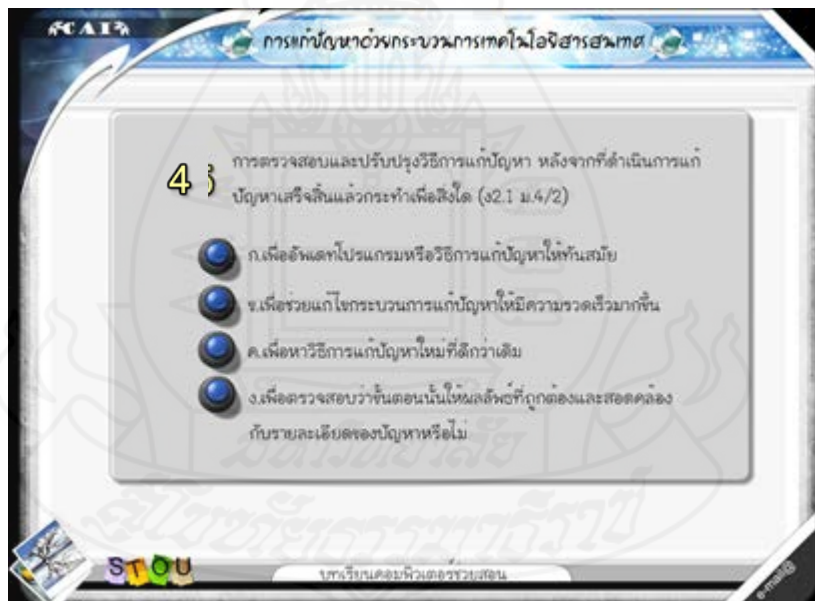 CAI
การแก้ปัญหาด้วยกระบวนการเทคโนโลยีสารสนเทศ
4
การตรวจสอบและปรับปรุงวิธีการแก้ปัญหา หลังจากที่ดำเนินการแก้
ปัญหาเสร็จสิ้นแล้วกระทำเพื่อสิ่งใด (ง2.1 ม.4/2)
ก.เพื่ออัพเดทโปรแกรมหรือวิธีการแก้ปัญหาให้ทันสมัย
ข.เพื่อช่วยแก้ไขกระบวนการแก้ปัญหาให้มีความรวดเร็วมากขึ้น
ค.เพื่อหาวิธีการแก้ปัญหาใหม่ที่ดีกว่าเดิม
ง.เพื่อตรวจสอบว่าขั้นตอนนั้นให้ผลลัพธ์ที่ถูกต้องและสอดคล้อง
กับรายละเอียดของปัญหาหรือไม่
STOU
บทเรียนคอมพิวเตอร์ช่วยสอน
e-mail@